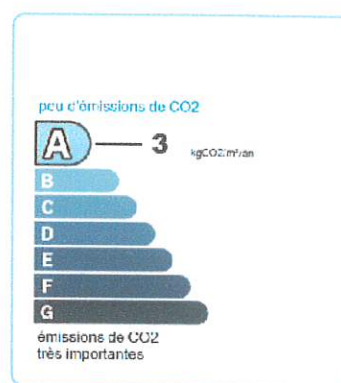 peu d'émissions de CO2
A 3 kgCO2/m²/an
B
C
D
E
F
G
émissions de CO2
très importantes